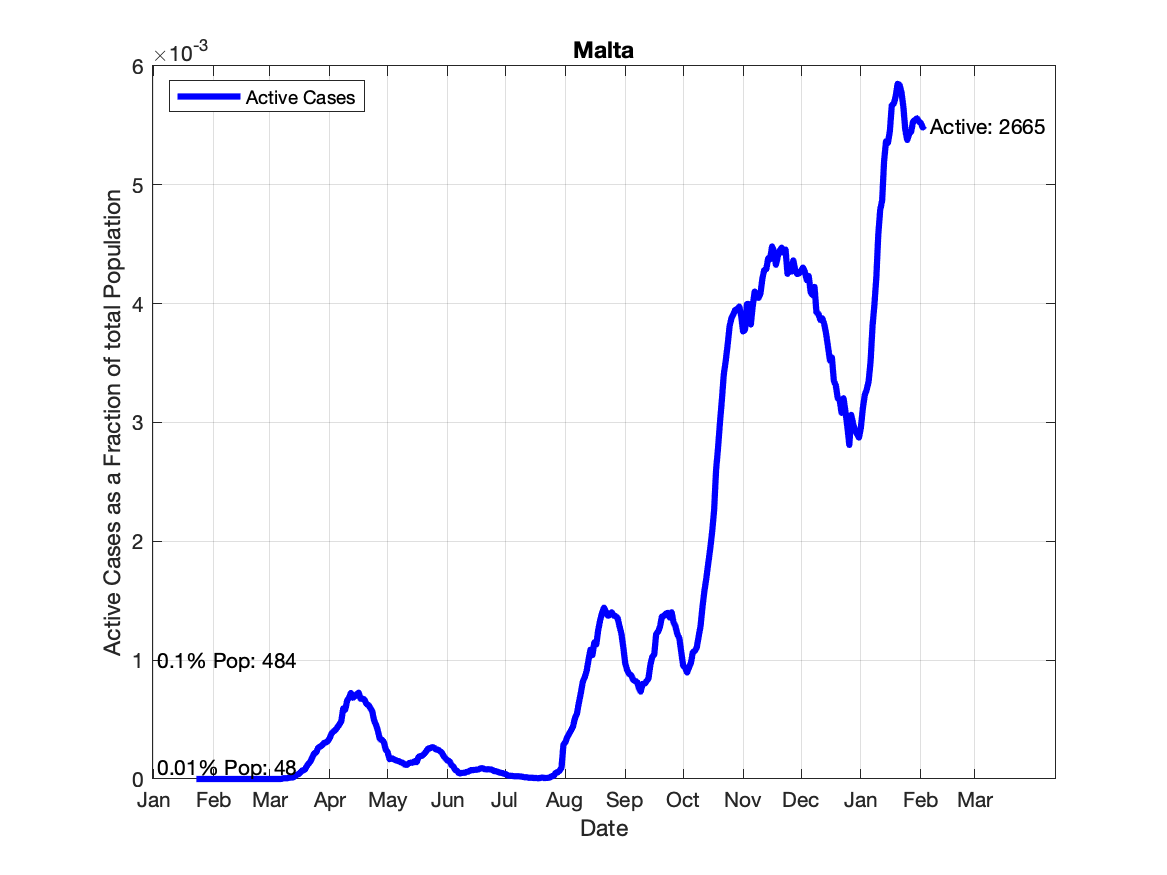 Malta
×10-3
Active Cases
Active: 2665
6
5
4
3
2
1
0
0.1% Pop: 484
0.01% Pop: 48
Active Cases as a Fraction of total Population
Jan Feb Mar Apr May Jun Jul Aug Sep Oct Nov Dec Jan Feb Mar
Date